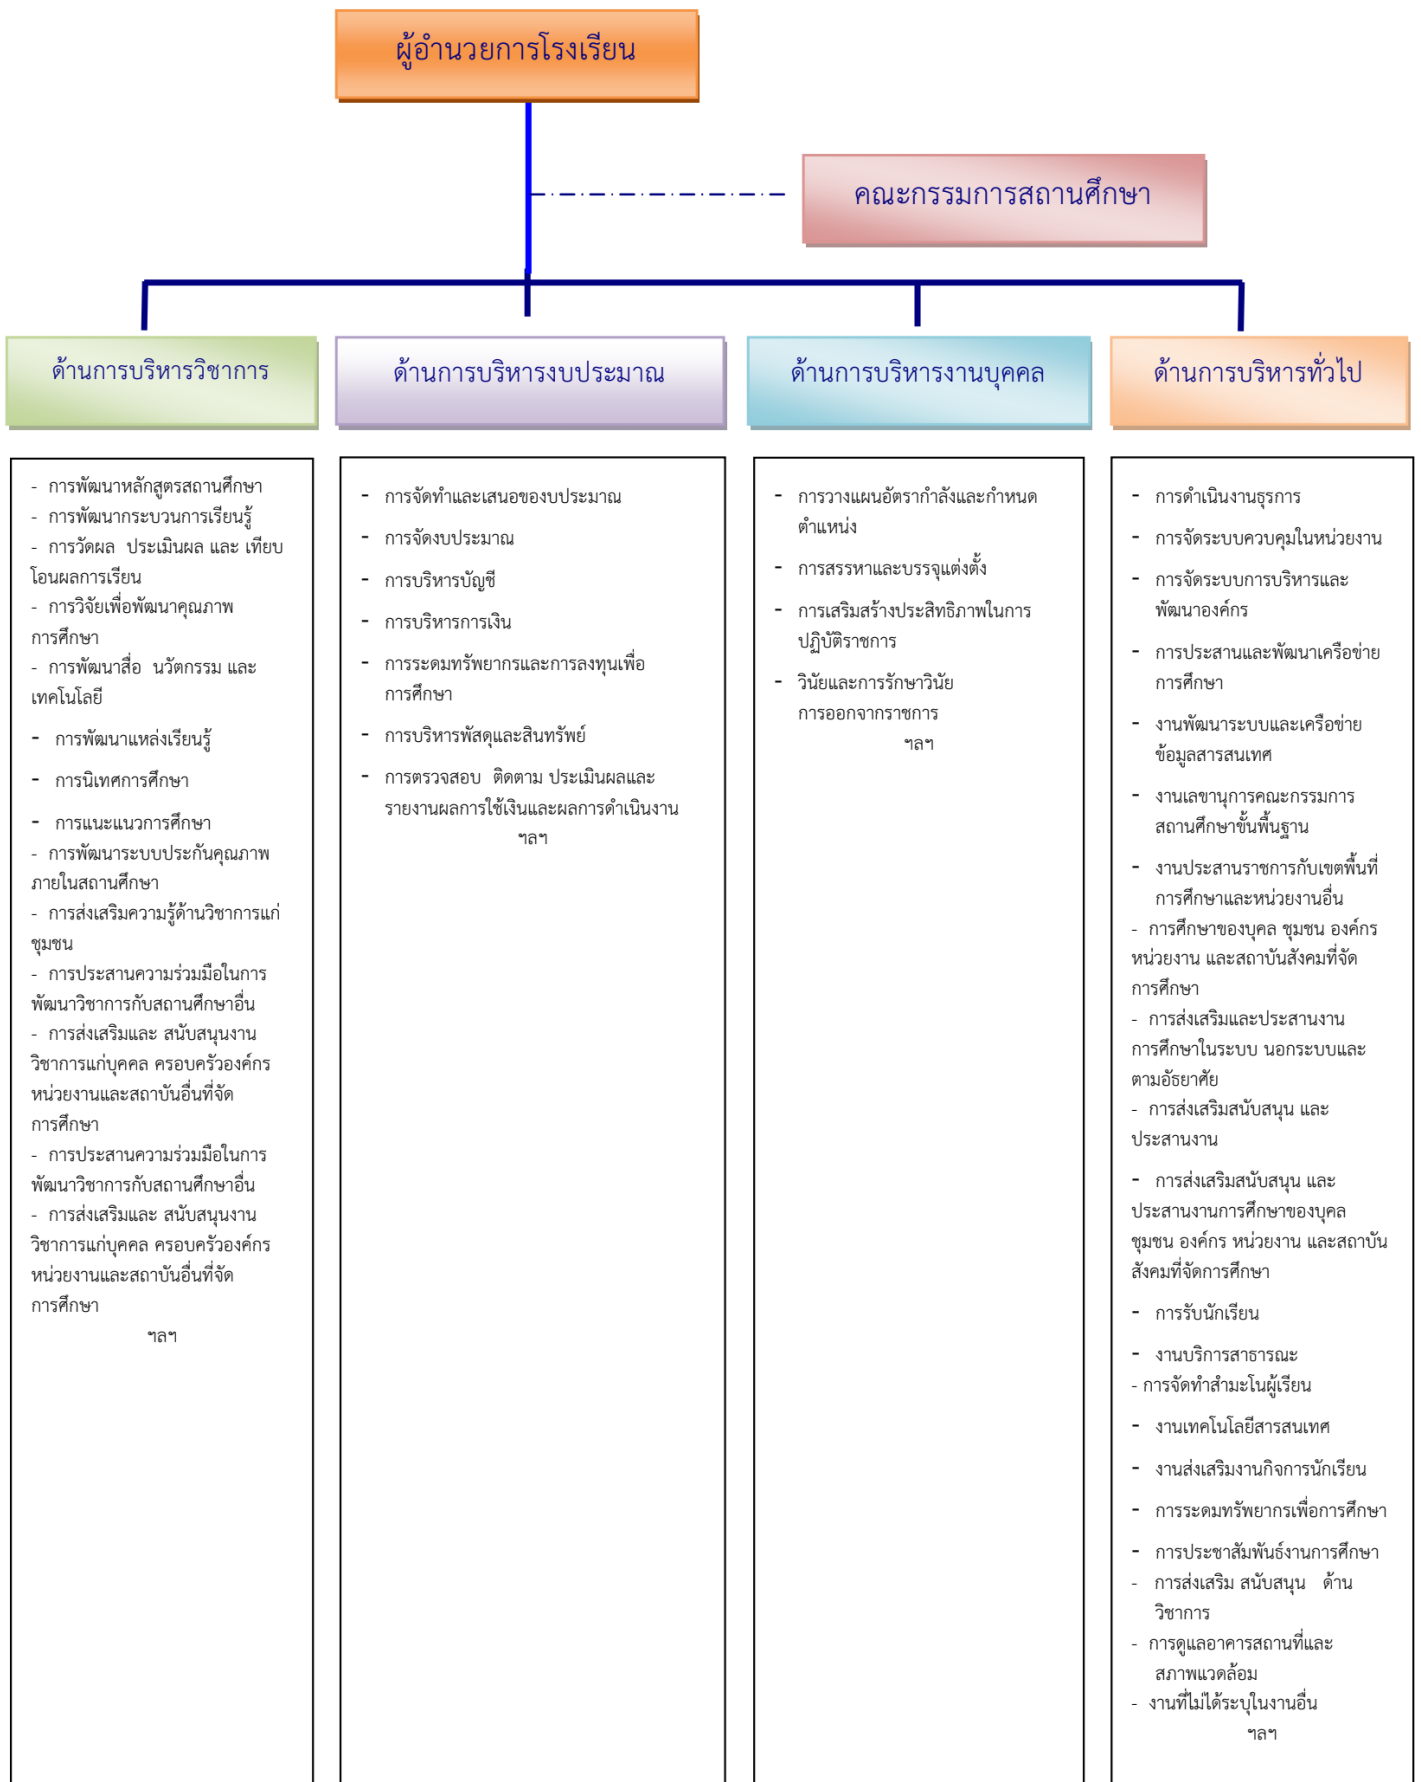 ผู้อำนวยการโรงเรียน
คณะกรรมการสถานศึกษา
ด้านการบริหารวิชาการ
ด้านการบริหารงบประมาณ
ด้านการบริหารงานบุคคล
ด้านการบริหารทั่วไป
- การพัฒนาหลักสูตรสถานศึกษา
- การพัฒนากระบวนการเรียนรู้
- การวัดผล ประเมินผล และ เทียบ
โอนผลการเรียน
- การวิจัยเพื่อพัฒนาคุณภาพ
การศึกษา
- การพัฒนาสื่อ นวัตกรรม และ
เทคโนโลยี
- การพัฒนาแหล่งเรียนรู้
- การนิเทศการศึกษา
- การแนะแนวการศึกษา
- การพัฒนาระบบประกันคุณภาพ
ภายในสถานศึกษา
- การส่งเสริมความรู้ด้านวิชาการแก่
ชุมชน
- การประสานความร่วมมือในการ
พัฒนาวิชาการกับสถานศึกษาอื่น
- การส่งเสริมและ สนับสนุนงาน
วิชาการแก่บุคคล ครอบครัวองค์กร
หน่วยงานและสถาบันอื่นที่จัด
การศึกษา
- การประสานความร่วมมือในการ
พัฒนาวิชาการกับสถานศึกษาอื่น
- การส่งเสริมและ สนับสนุนงาน
วิชาการแก่บุคคล ครอบครัวองค์กร
หน่วยงานและสถาบันอื่นที่จัด
การศึกษา
ฯลฯ
- การจัดทำและเสนอของบประมาณ
- การจัดงบประมาณ
- การบริหารบัญชี
- การบริหารการเงิน
- การระดมทรัพยากรและการลงทุนเพื่อ
การศึกษา
- การบริหารพัสดุและสินทรัพย์
- การตรวจสอบ ติดตาม ประเมินผลและ
รายงานผลการใช้เงินและผลการดำเนินงาน
ฯลฯ
- การวางแผนอัตรากำลังและกำหนด
ตำแหน่ง
- การสรรหาและบรรจุแต่งตั้ง
- การเสริมสร้างประสิทธิภาพในการ
ปฏิบัติราชการ
- วินัยและการรักษาวินัย
การออกจากราชการ
ฯลฯ
- การดำเนินงานธุรการ
- การจัดระบบควบคุมในหน่วยงาน
- การจัดระบบการบริหารและ
พัฒนาองค์กร
- การประสานและพัฒนาเครือข่าย
การศึกษา
- งานพัฒนาระบบและเครือข่าย
ข้อมูลสารสนเทศ
- งานเลขานุการคณะกรรมการ
สถานศึกษาขั้นพื้นฐาน
- งานประสานราชการกับเขตพื้นที่
การศึกษาและหน่วยงานอื่น
- การศึกษาของบุคล ชุมชน องค์กร
หน่วยงาน และสถาบันสังคมที่จัด
การศึกษา
- การส่งเสริมและประสานงาน
การศึกษาในระบบ นอกระบบและ
ตามอัธยาศัย
- การส่งเสริมสนับสนุน และ
ประสานงาน
- การส่งเสริมสนับสนุน และ
ประสานงานการศึกษาของบุคล
ชุมชน องค์กร หน่วยงาน และสถาบัน
สังคมที่จัดการศึกษา
- การรับนักเรียน
- งานบริการสาธารณะ
- การจัดทำสำมะโนผู้เรียน
- งานเทคโนโลยีสารสนเทศ
- งานส่งเสริมงานกิจการนักเรียน
- การระดมทรัพยากรเพื่อการศึกษา
- การประชาสัมพันธ์งานการศึกษา
- การส่งเสริม สนับสนุน ด้าน
วิชาการ
- การดูแลอาคารสถานที่และ
สภาพแวดล้อม
- งานที่ไม่ได้ระบุในงานอื่น
ฯลฯ